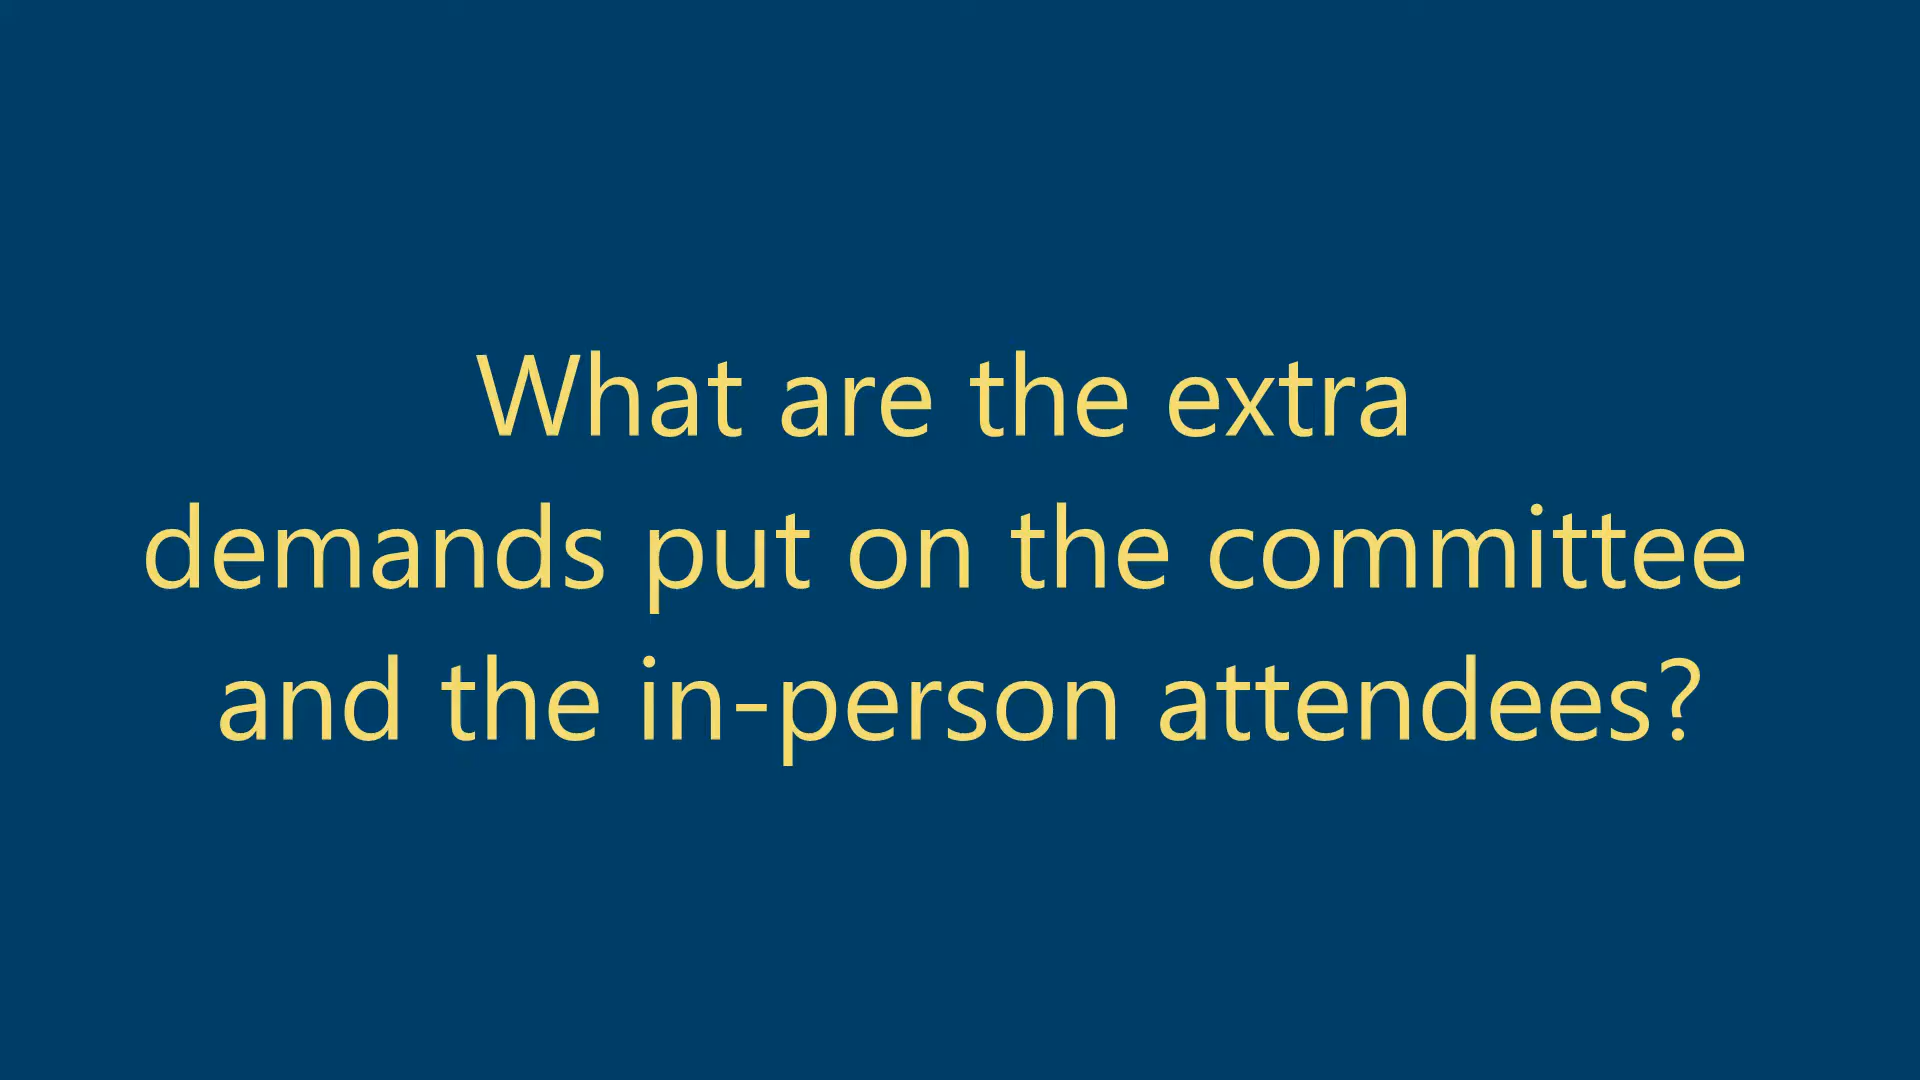 What are the extra
demands put on the committee
and the in-person attendees?